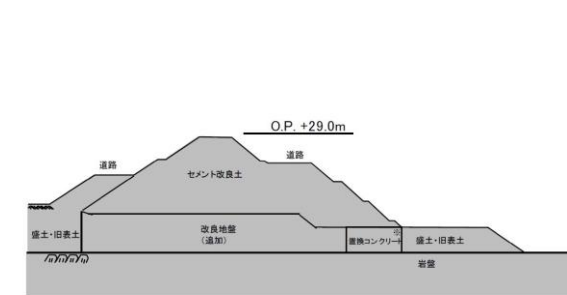 O.P. +29.0m
道路
道路
セメント改良土
盛土・旧表土
改良地盤
(追加)
置換コンクリート
※
盛土・旧表土
岩盤